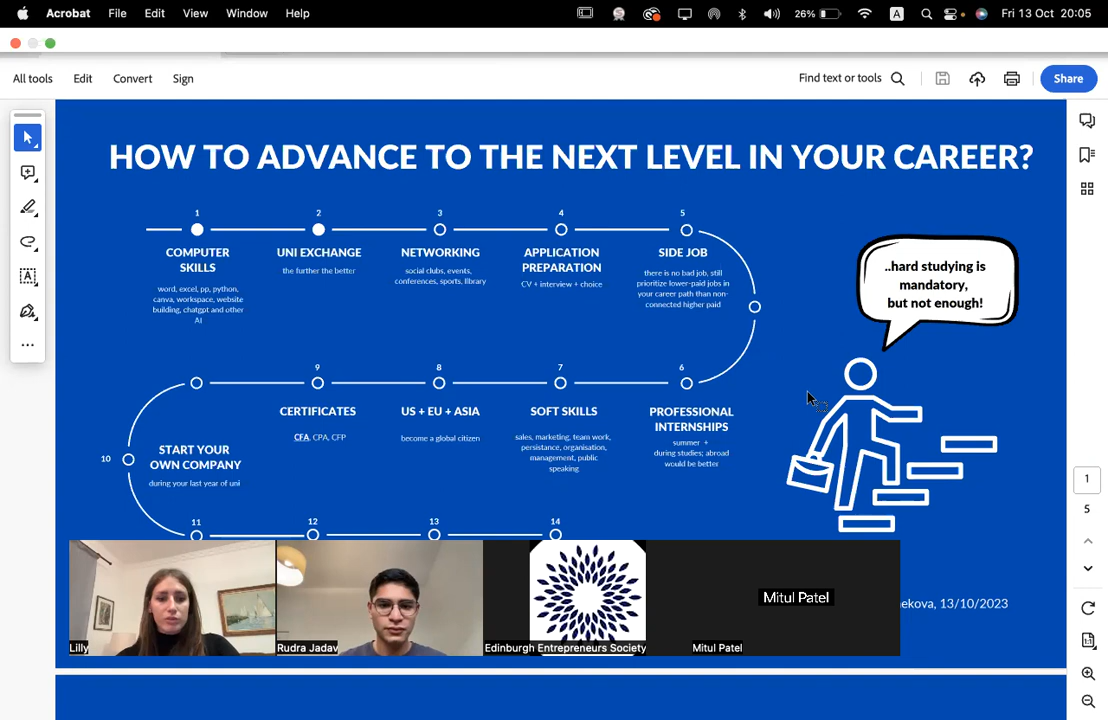 Acrobat File Edit View Window Help 26% A Fri 13 Oct 20:05
All tools Edit Convert Sign Find text or tools Share
HOW TO ADVANCE TO THE NEXT LEVEL IN YOUR CAREER?
1
COMPUTER
SKILLS
word, excel, pp, python,
canva, workspace, website
building, chatgpt and other
AI
2
UNI EXCHANGE
the further the better
3
NETWORKING
social clubs, events,
conferences, sports, library
4
APPLICATION
PREPARATION
CV + interview + choice
5
SIDE JOB
there is no bad job, still
prioritize lower-paid jobs in
your career path than non-
connected higher paid
..hard studying is
mandatory,
but not enough!
6
PROFESSIONAL
INTERNSHIPS
summer +
during studies; abroad
would be better
7
SOFT SKILLS
sales, marketing, team work,
persistance, organisation,
management, public
speaking
8
US + EU + ASIA
become a global citizen
9
CERTIFICATES
CFA, CPA, CFP
10
START YOUR
OWN COMPANY
during your last year of uni
11
12
13
14
1
5
Lilly
Rudra Jadav
Edinburgh Entrepreneurs Society
Mitul Patel
Mitul Patel
ekova, 13/10/2023